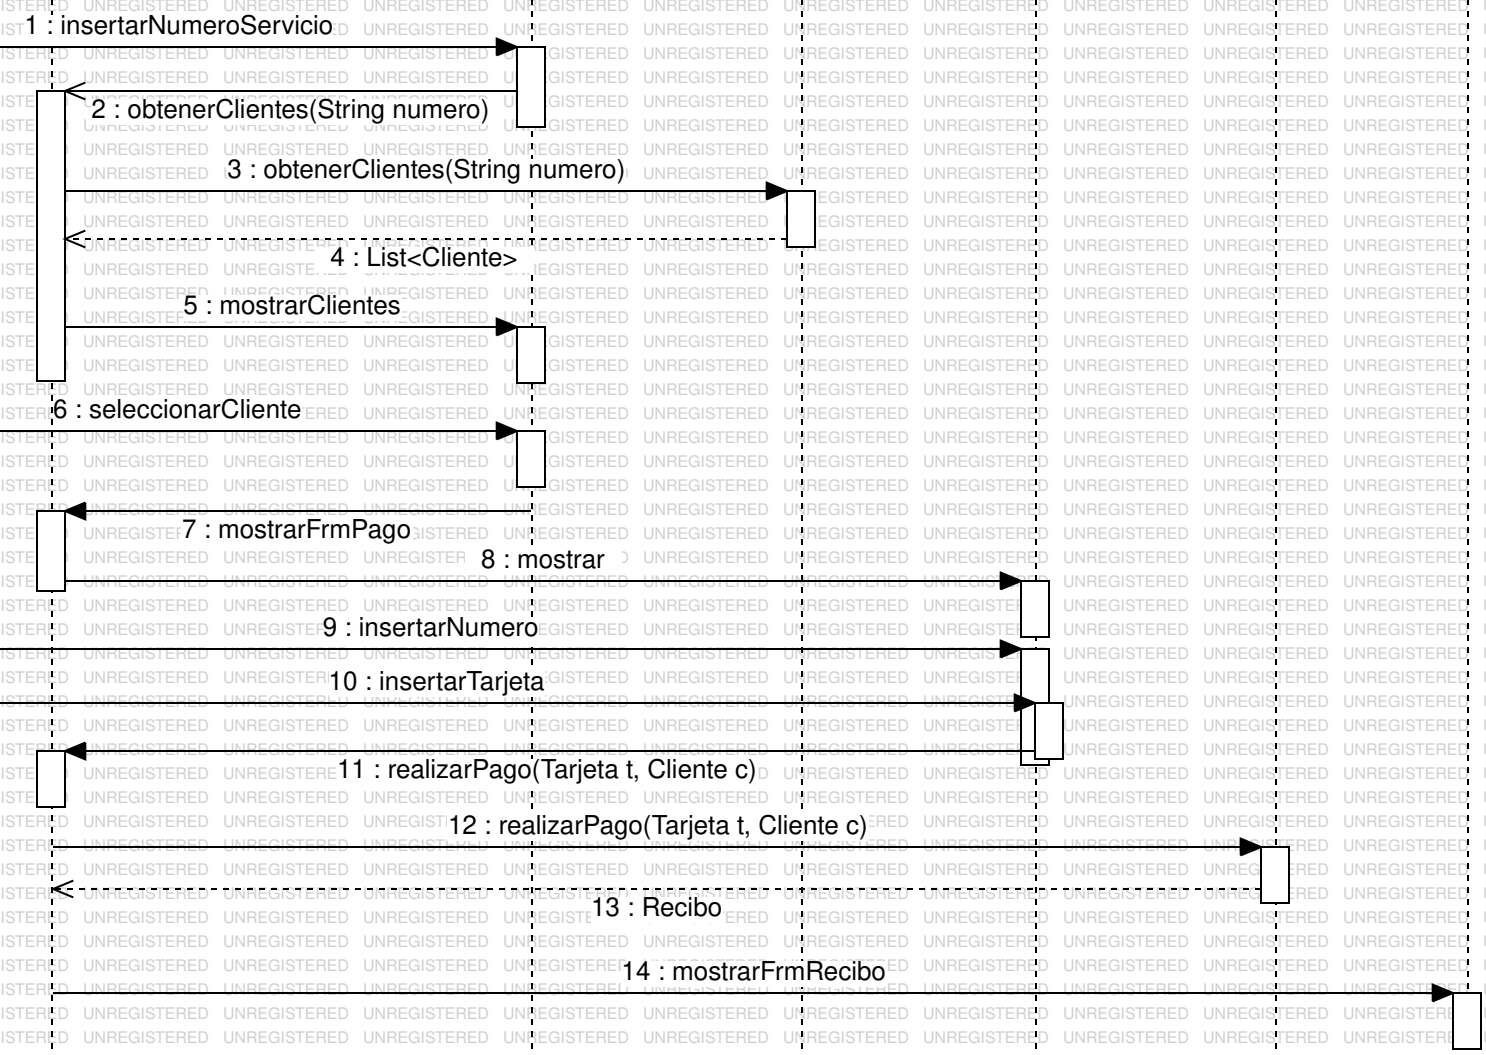 1 : insertarNumeroServicio
2 : obtenerClientes(String numero)
3 : obtenerClientes(String numero)
4 : List<Cliente>
5 : mostrarClientes
6 : seleccionarCliente
7 : mostrarFrmPago
8 : mostrar
9 : insertarNumero
10 : insertarTarjeta
11 : realizarPago(Tarjeta t, Cliente c)
12 : realizarPago(Tarjeta t, Cliente c)
13 : Recibo
14 : mostrarFrmRecibo
UNREGISTERED